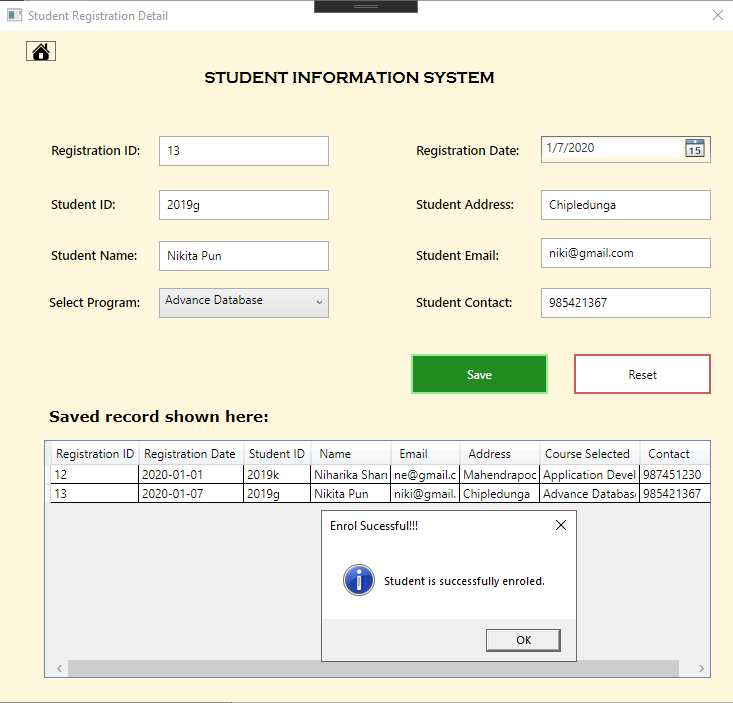 Student Registration Detail
STUDENT INFORMATION SYSTEM
Registration ID: 13
Registration Date: 1/7/2020 15
Student ID: 2019g
Student Address: Chipledunga
Student Name: Nikita Pun
Student Email: niki@gmail.com
Select Program: Advance Database
Student Contact: 985421367
Save Reset
Saved record shown here:
Registration ID Registration Date Student ID Name Email Address Course Selected Contact
12 2020-01-01 2019k Niharika Shari ne@gmail.c Mahendrapoc Application Devel 987451230
13 2020-01-07 2019g Nikita Pun niki@gmail. Chipledunga Advance Database 985421367
Enrol Sucessful!!!
Student is successfully enroled.
OK